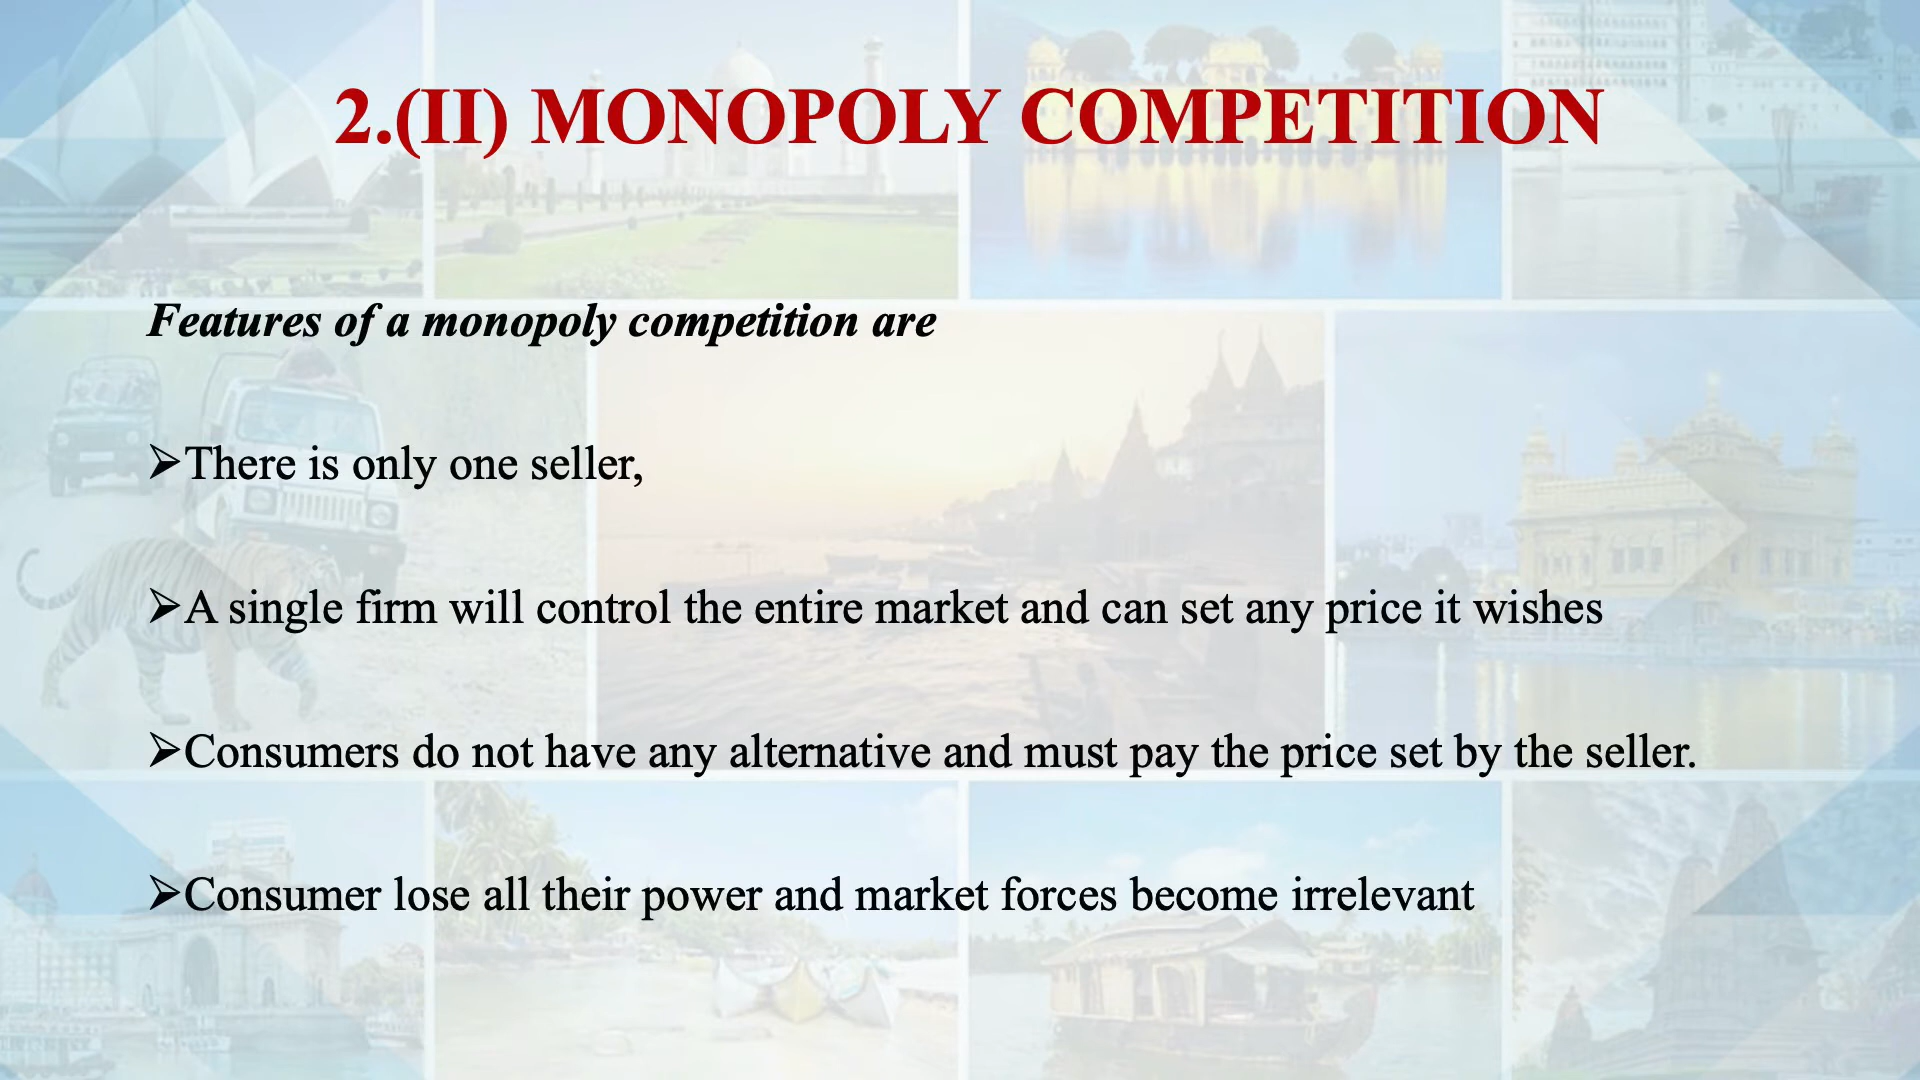 2.(II) MONOPOLY COMPETITION
Features of a monopoly competition are
➢There is only one seller,
➢A single firm will control the entire market and can set any price it wishes
➢Consumers do not have any alternative and must pay the price set by the seller.
➢Consumer lose all their power and market forces become irrelevant